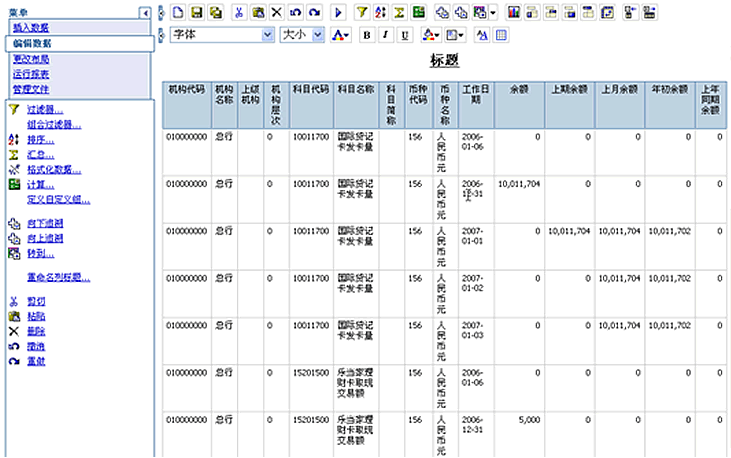 菜单
插入数据
编辑数据
更改布局
运行报表
管理文件
过滤器...
组合过滤器...
排序...
汇总...
格式化数据...
计算...
定义自定义组...
向下追溯
向上追溯
转到...
重命名列标题...
剪切
粘贴
删除
撤消
重做
字体 大小 A B I U
标题
机构代码 机构名称 上级机构 机构层次 科目代码 科目名称 科目简称 币种代码 币种名称 工作日期 余额 上期余额 上月余额 年初余额 上年同期余额
010000000 总行 0 10011700 国际贷记卡发卡量 156 人民币元 2006-01-06 0 0 0 0 0
010000000 总行 0 10011700 国际贷记卡发卡量 156 人民币元 2006-12-31 10,011,704 0 0 0 0
010000000 总行 0 10011700 国际贷记卡发卡量 156 人民币元 2007-01-01 0 10,011,704 10,011,704 10,011,702 0
010000000 总行 0 10011700 国际贷记卡发卡量 156 人民币元 2007-01-02 0 0 10,011,704 10,011,702 0
010000000 总行 0 10011700 国际贷记卡发卡量 156 人民币元 2007-01-03 0 0 10,011,704 10,011,702 0
010000000 总行 0 15201500 乐当家理财卡取现交易额 156 人民币元 2006-01-06 0 0 0 0 0
010000000 总行 0 15201500 乐当家理财卡取现交易额 156 人民币元 2006-12-31 5,000 0 0 0 0